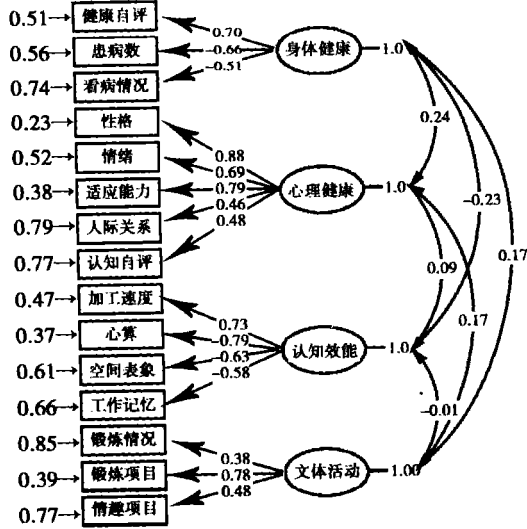 0.51→ 健康自评
0.56→ 患病数
0.74→ 看病情况
0.23→ 性格
0.52→ 情绪
0.38→ 适应能力
0.79→ 人际关系
0.77→ 认知自评
0.47→ 加工速度
0.37→ 心算
0.61→ 空间表象
0.66→ 工作记忆
0.85→ 锻炼情况
0.39→ 锻炼项目
0.77→ 情趣项目
0.70
-0.66
-0.51
身体健康
1.0
0.88
0.69
0.79
0.46
0.48
心理健康
1.0
0.73
-0.79
-0.63
-0.58
认知效能
1.0
0.38
0.78
0.48
文体活动
1.00
0.24
-0.23
0.17
0.09
0.17
-0.01